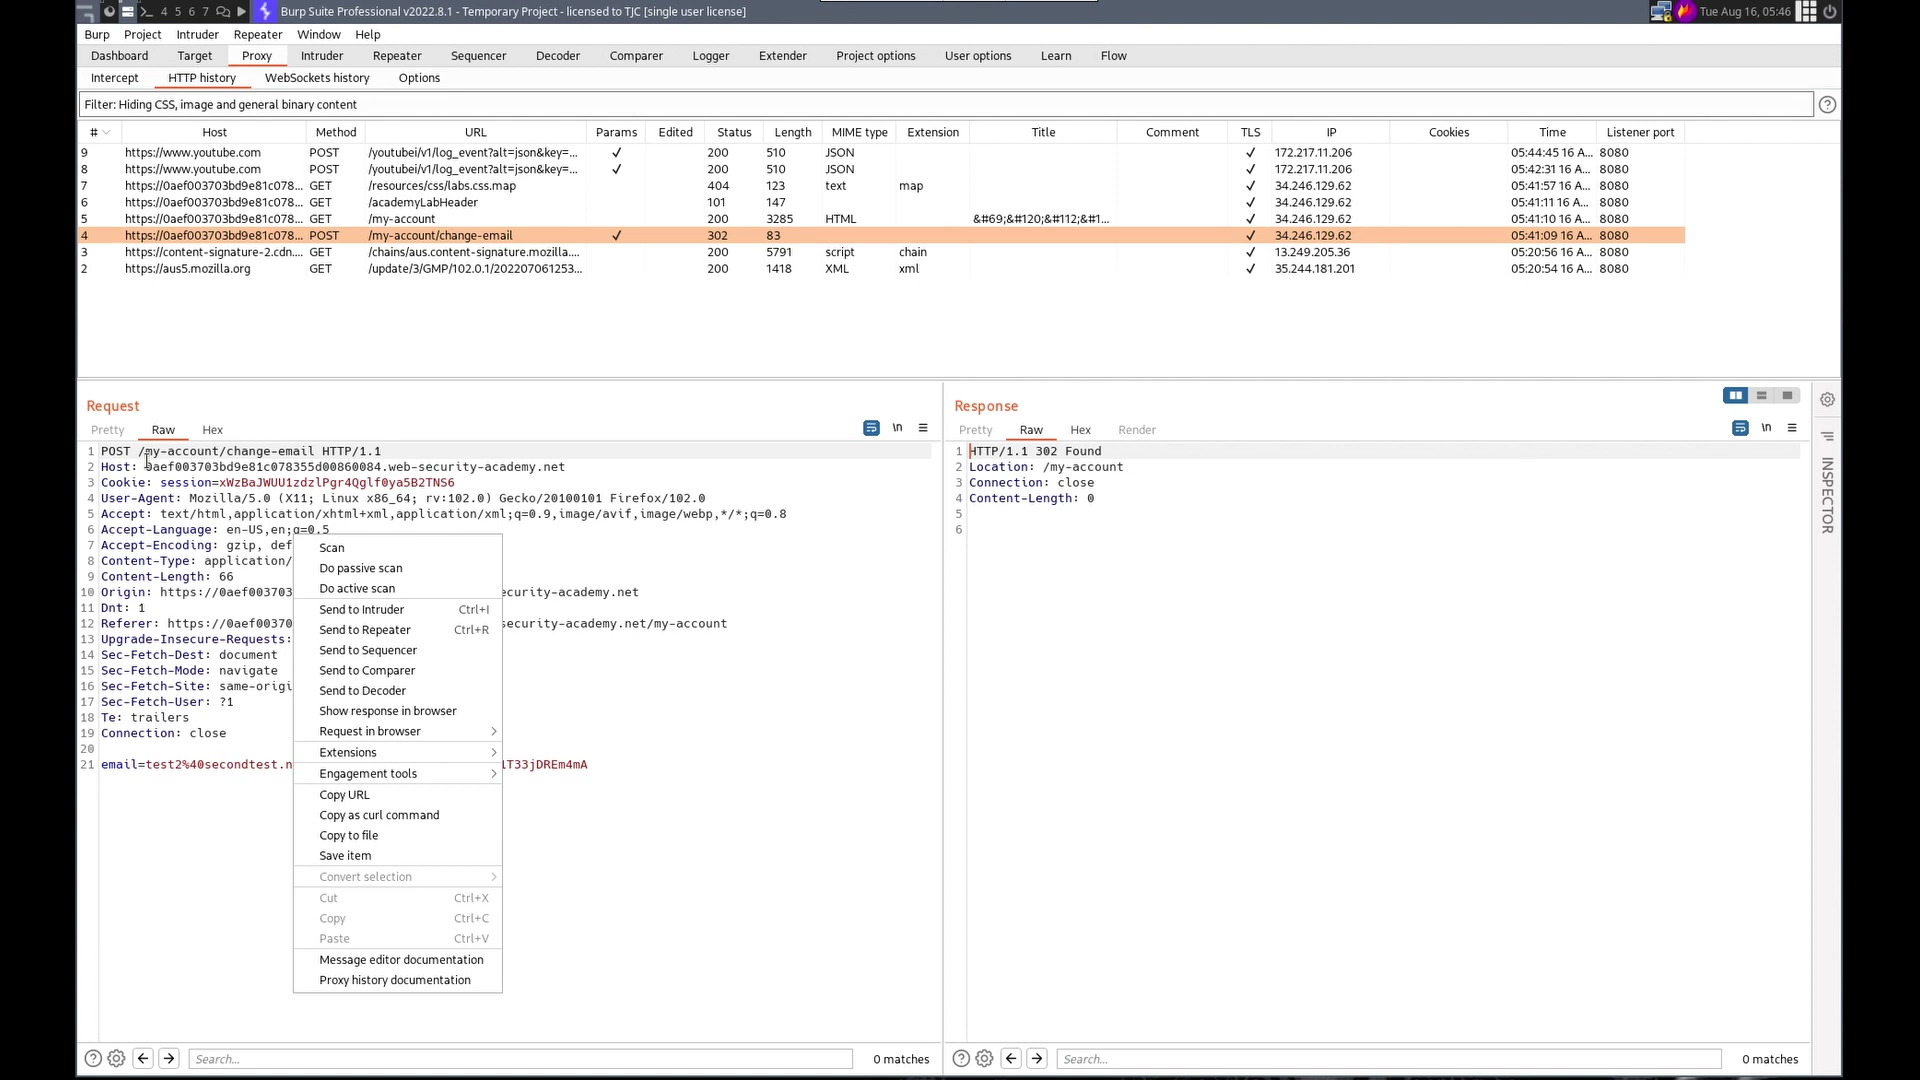 4 5 6 7 Burp Suite Professional v2022.8.1 - Temporary Project - licensed to TJC [single user license] Tue Aug 16, 05:46
Burp Project Intruder Repeater Window Help
Dashboard Target Proxy Intruder Repeater Sequencer Decoder Comparer Logger Extender Project options User options Learn Flow
Intercept HTTP history WebSockets history Options
Filter: Hiding CSS, image and general binary content
# Host Method URL Params Edited Status Length MIME type Extension Title Comment TLS IP Cookies Time Listener port
9 https://www.youtube.com POST /youtubei/v1/log_event?alt=json&key=... ✓ 200 510 JSON ✓ 172.217.11.206 05:44:45 16 A... 8080
8 https://www.youtube.com POST /youtubei/v1/log_event?alt=json&key=... ✓ 200 510 JSON ✓ 172.217.11.206 05:42:31 16 A... 8080
7 https://0aef003703bd9e81c078... GET /resources/css/labs.css.map 404 123 text map ✓ 34.246.129.62 05:41:57 16 A... 8080
6 https://0aef003703bd9e81c078... GET /academyLabHeader 101 147 ✓ 34.246.129.62 05:41:11 16 A... 8080
5 https://0aef003703bd9e81c078... GET /my-account 200 3285 HTML &#69;&#120;&#112;&#1... ✓ 34.246.129.62 05:41:10 16 A... 8080
4 https://0aef003703bd9e81c078... POST /my-account/change-email ✓ 302 83 ✓ 34.246.129.62 05:41:09 16 A... 8080
3 https://content-signature-2.cdn.... GET /chains/aus.content-signature.mozilla.... 200 5791 script chain ✓ 13.249.205.36 05:20:56 16 A... 8080
2 https://aus5.mozilla.org GET /update/3/GMP/102.0.1/202207061253... 200 1418 XML xml ✓ 35.244.181.201 05:20:54 16 A... 8080
Request
Pretty Raw Hex
\n
1 POST /my-account/change-email HTTP/1.1
2 Host: 0aef003703bd9e81c078355d00860084.web-security-academy.net
3 Cookie: session=xWzBaJWUU1zdzlPgr4Qglf0ya5B2TNS6
4 User-Agent: Mozilla/5.0 (X11; Linux x86_64; rv:102.0) Gecko/20100101 Firefox/102.0
5 Accept: text/html,application/xhtml+xml,application/xml;q=0.9,image/avif,image/webp,*/*;q=0.8
6 Accept-Language: en-US,en;q=0.5
7 Accept-Encoding: gzip, def
8 Content-Type: application/
9 Content-Length: 66
10 Origin: https://0aef003703 ecurity-academy.net
11 Dnt: 1
12 Referer: https://0aef00370 security-academy.net/my-account
13 Upgrade-Insecure-Requests:
14 Sec-Fetch-Dest: document
15 Sec-Fetch-Mode: navigate
16 Sec-Fetch-Site: same-origi
17 Sec-Fetch-User: ?1
18 Te: trailers
19 Connection: close
20
21 email=test2%40secondtest.n 1T33jDREm4mA
Scan
Do passive scan
Do active scan
Send to Intruder Ctrl+I
Send to Repeater Ctrl+R
Send to Sequencer
Send to Comparer
Send to Decoder
Show response in browser
Request in browser
Extensions
Engagement tools
Copy URL
Copy as curl command
Copy to file
Save item
Convert selection
Cut Ctrl+X
Copy Ctrl+C
Paste Ctrl+V
Message editor documentation
Proxy history documentation
Search... 0 matches
Response
Pretty Raw Hex Render
\n
1 HTTP/1.1 302 Found
2 Location: /my-account
3 Connection: close
4 Content-Length: 0
5
6
Search... 0 matches
INSPECTOR